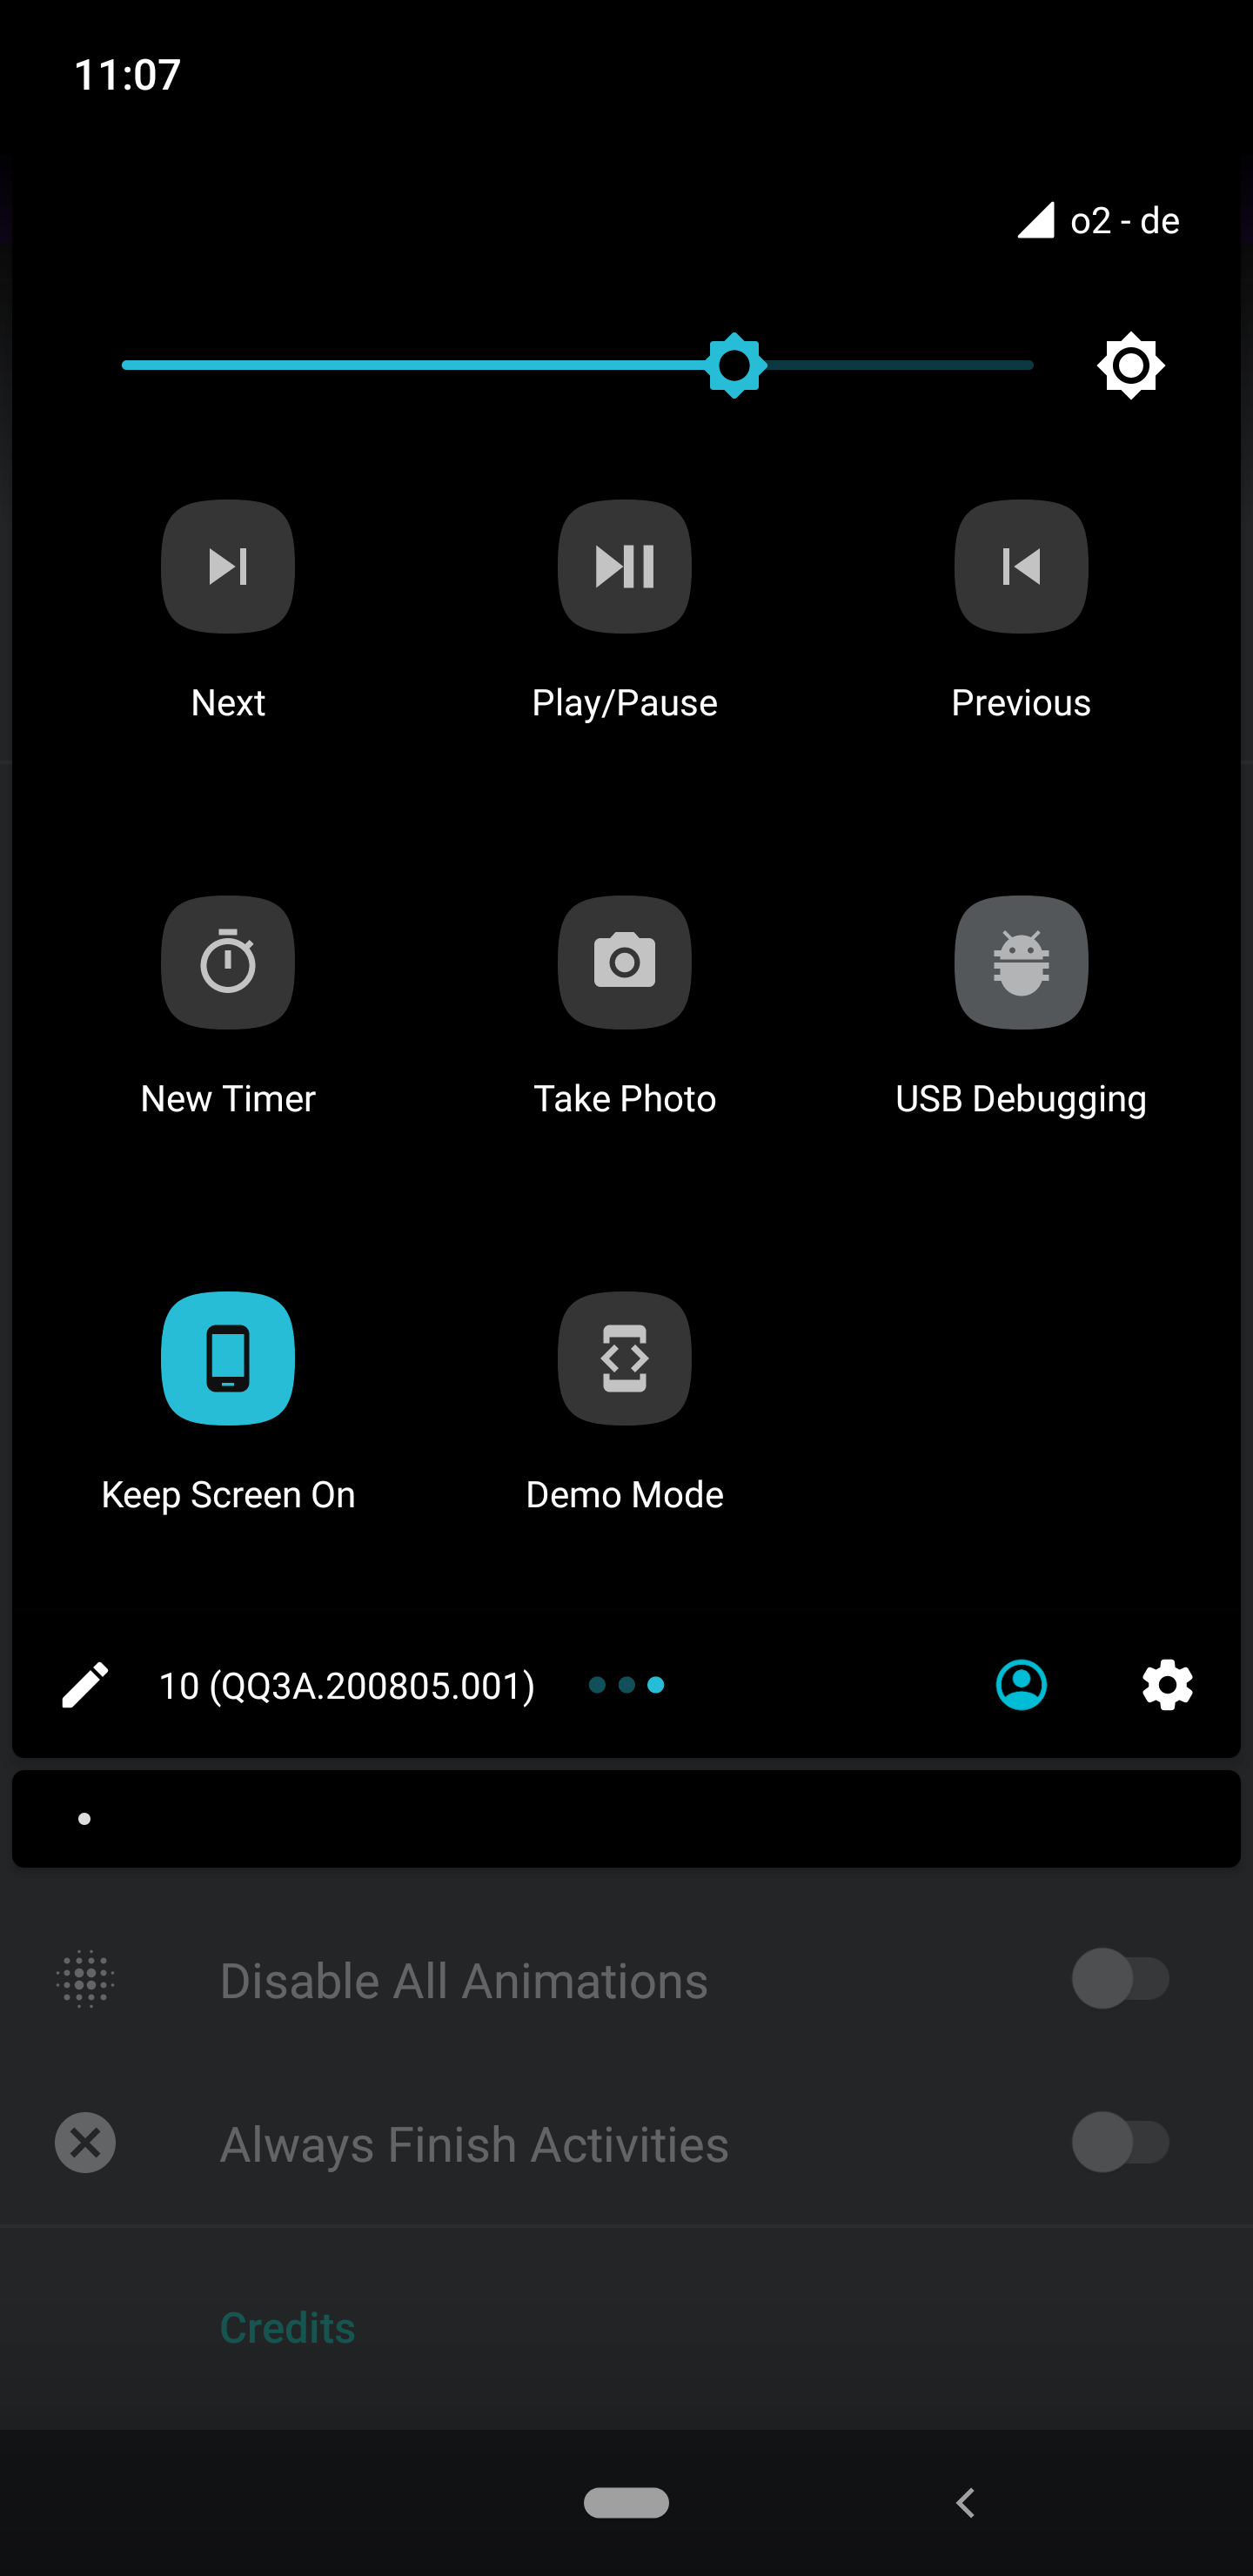 11:07
o2 - de
Next
Play/Pause
Previous
New Timer
Take Photo
USB Debugging
Keep Screen On
Demo Mode
10 (QQ3A.200805.001)
Disable All Animations
Always Finish Activities
Credits